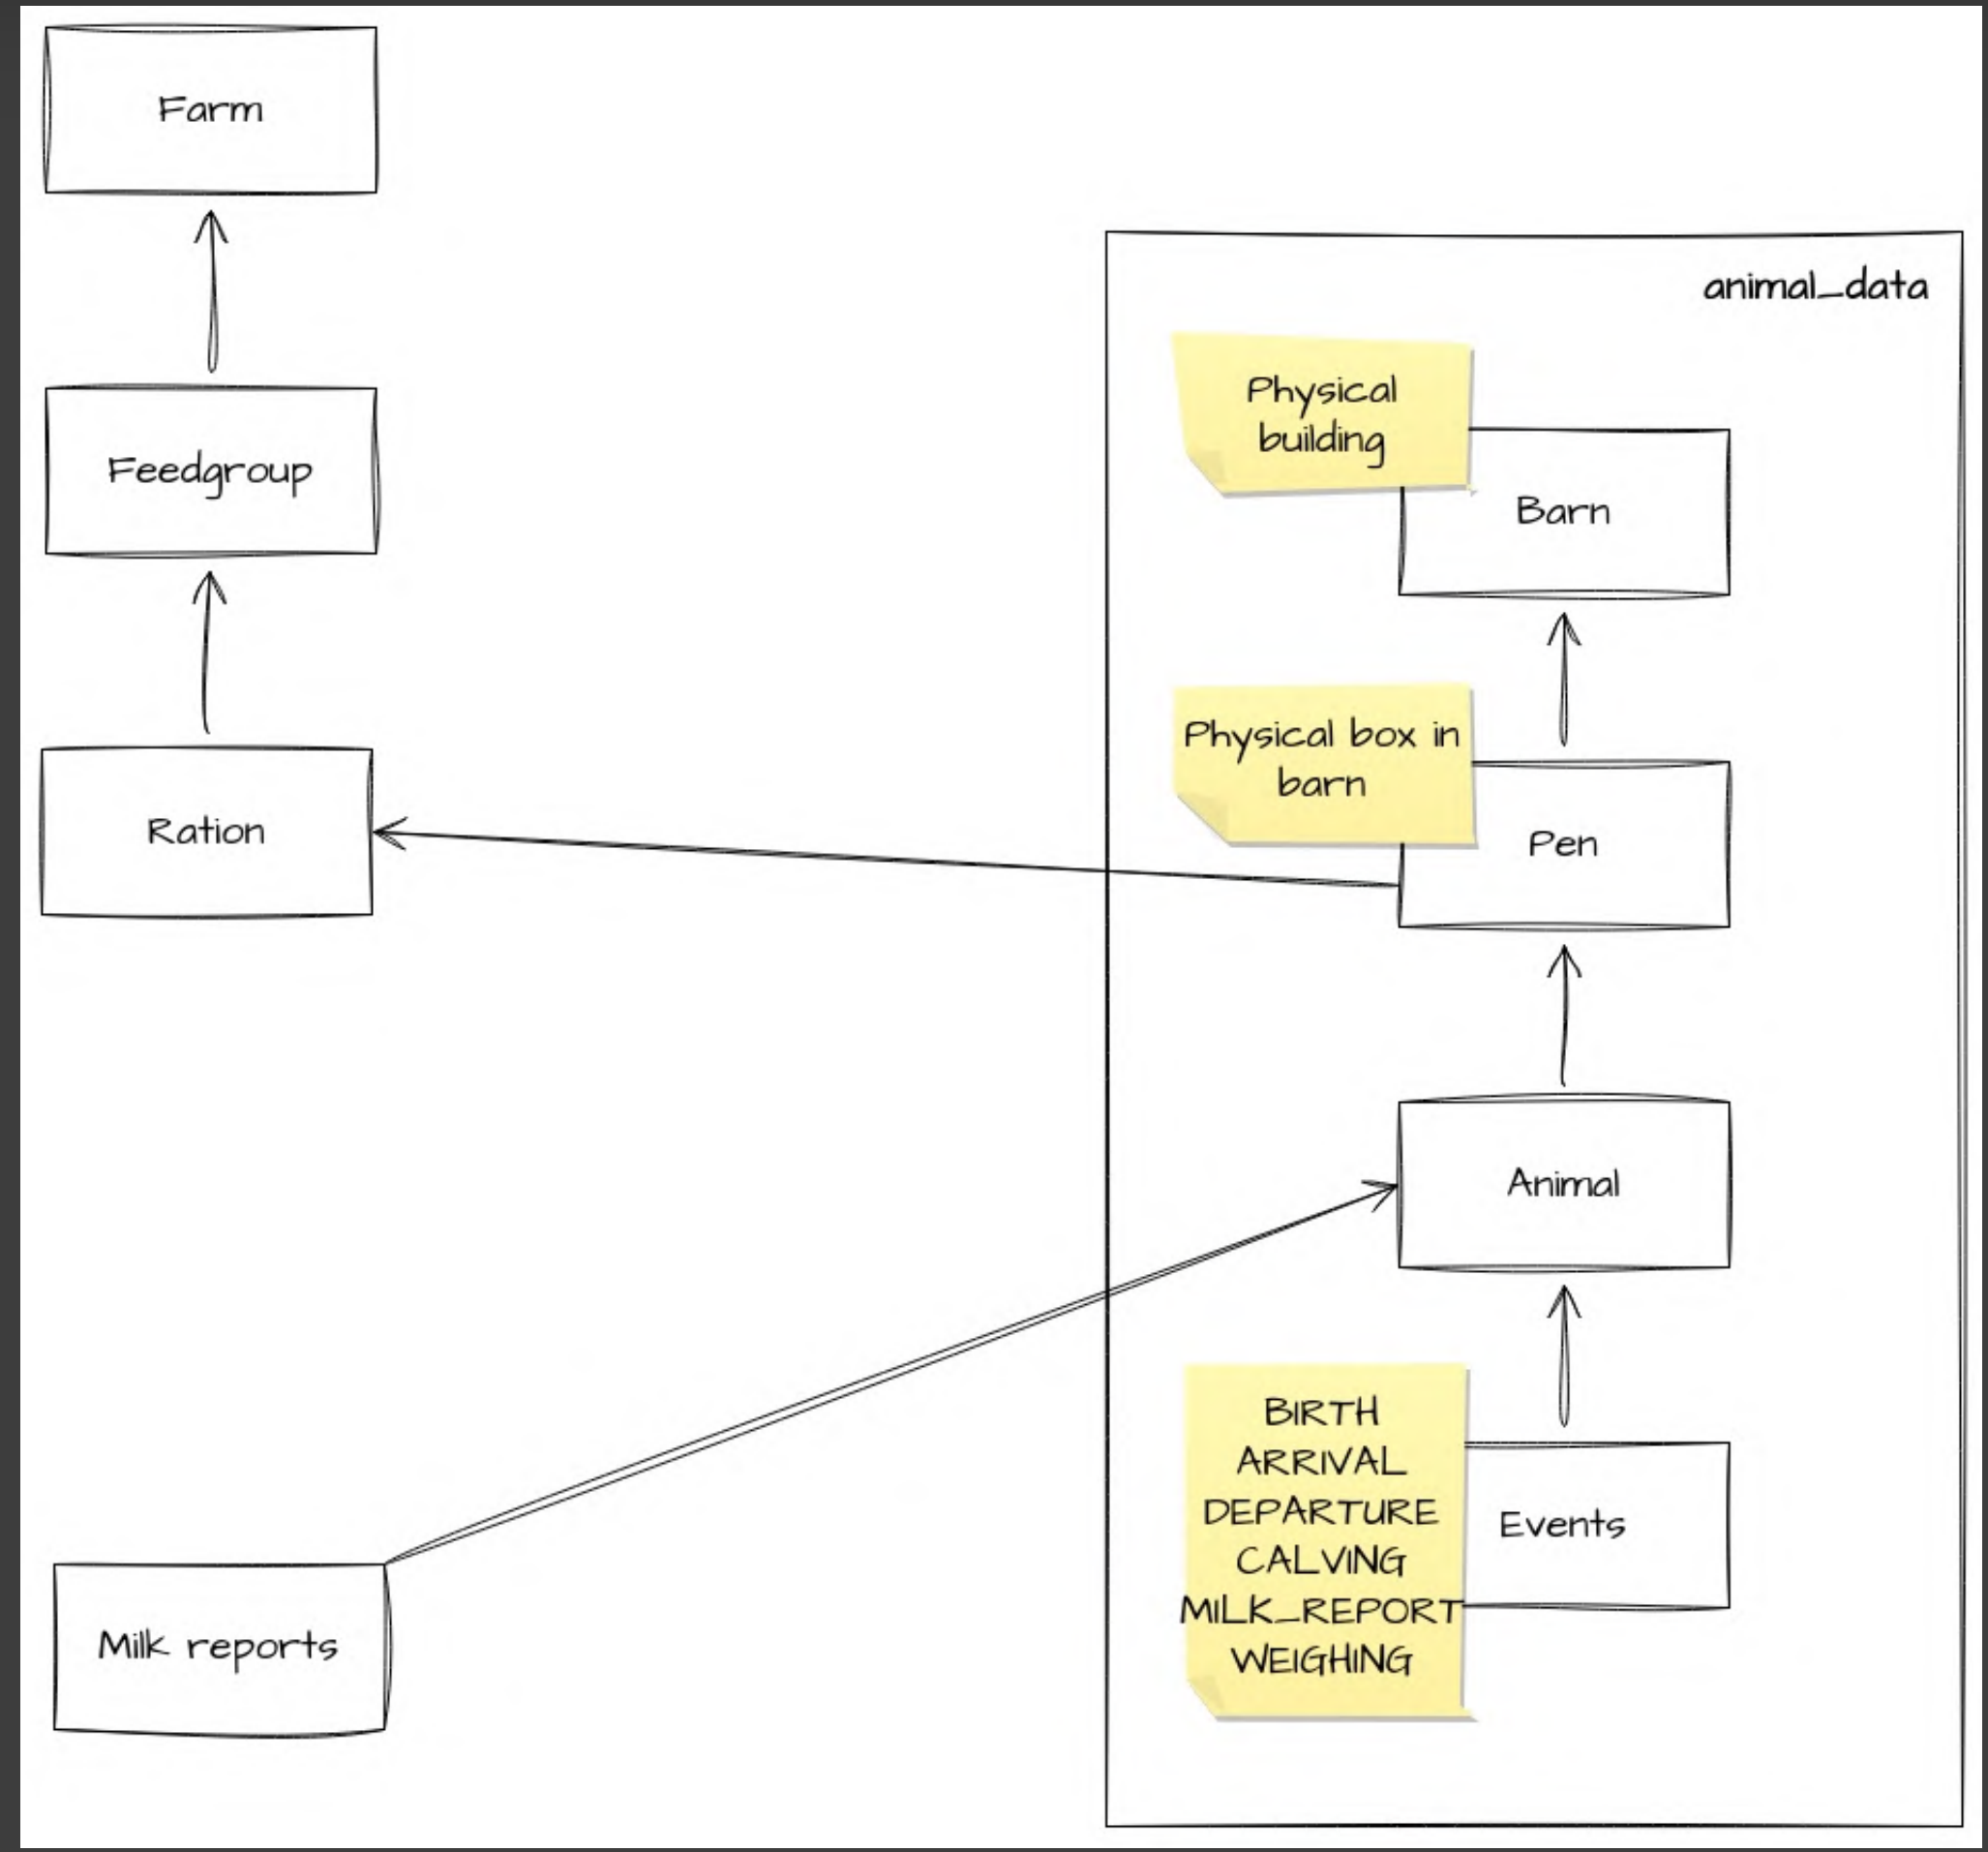 Farm
Feedgroup
Ration
Milk reports
animal_data
Physical
building
Barn
Physical box in
barn
Pen
Animal
BIRTH
ARRIVAL
DEPARTURE
CALVING
MILK_REPORT
WEIGHING
Events